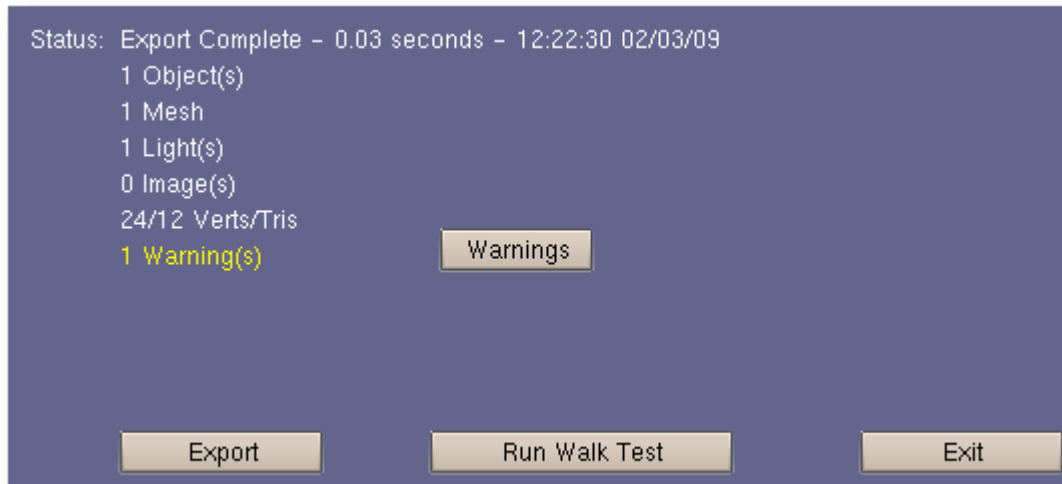 Status: Export Complete – 0.03 seconds – 12:22:30 02/03/09
1 Object(s)
1 Mesh
1 Light(s)
0 Image(s)
24/12 Verts/Tris
1 Warning(s) Warnings
Export Run Walk Test Exit